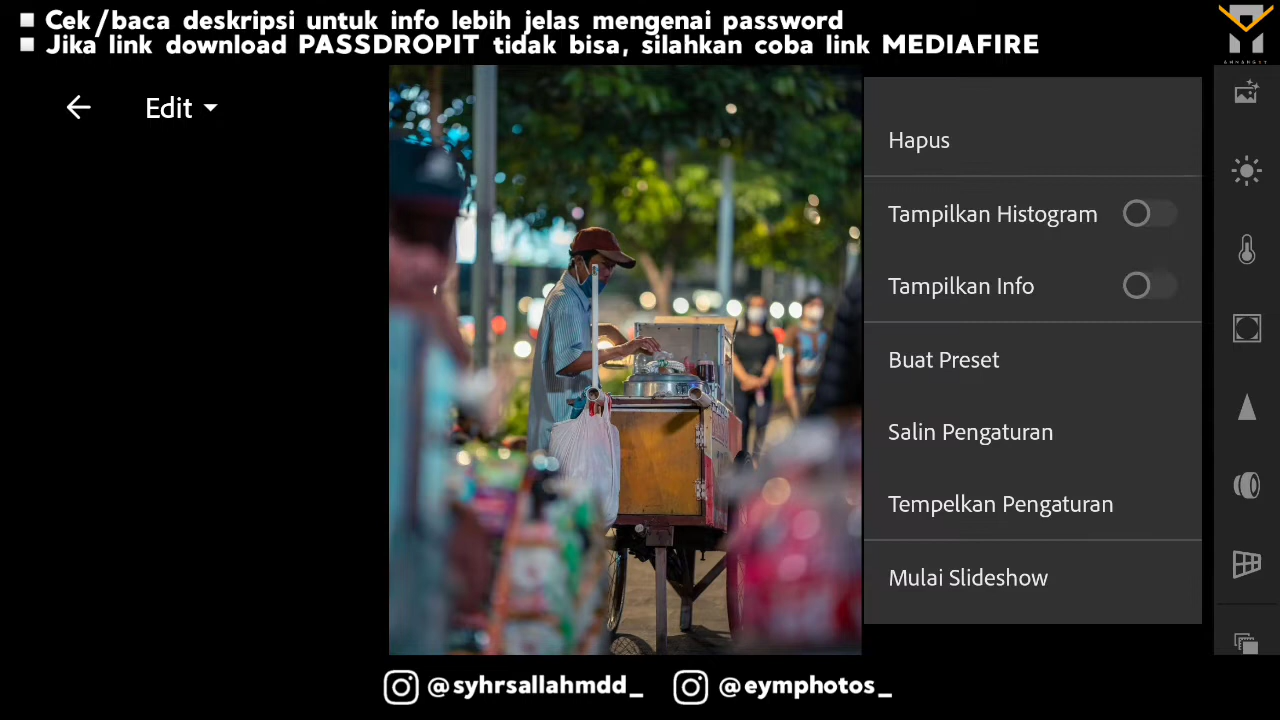 Cek/baca deskripsi untuk info lebih jelas mengenai password
Jika link download PASSDROPIT tidak bisa, silahkan coba link MEDIAFIRE
Edit
Hapus
Tampilkan Histogram
Tampilkan Info
Buat Preset
Salin Pengaturan
Tempelkan Pengaturan
Mulai Slideshow
@syhrsallahmdd_ @eymphotos_